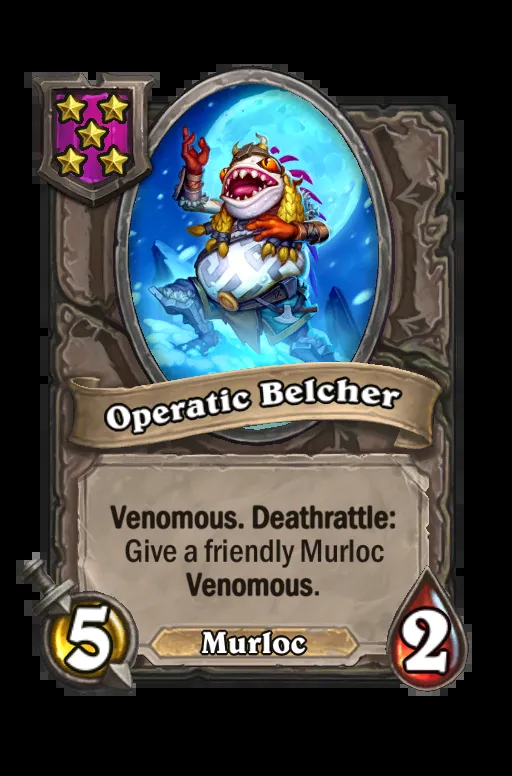 Operatic Belcher
Venomous. Deathrattle:
Give a friendly Murloc
Venomous.
5
Murloc
2